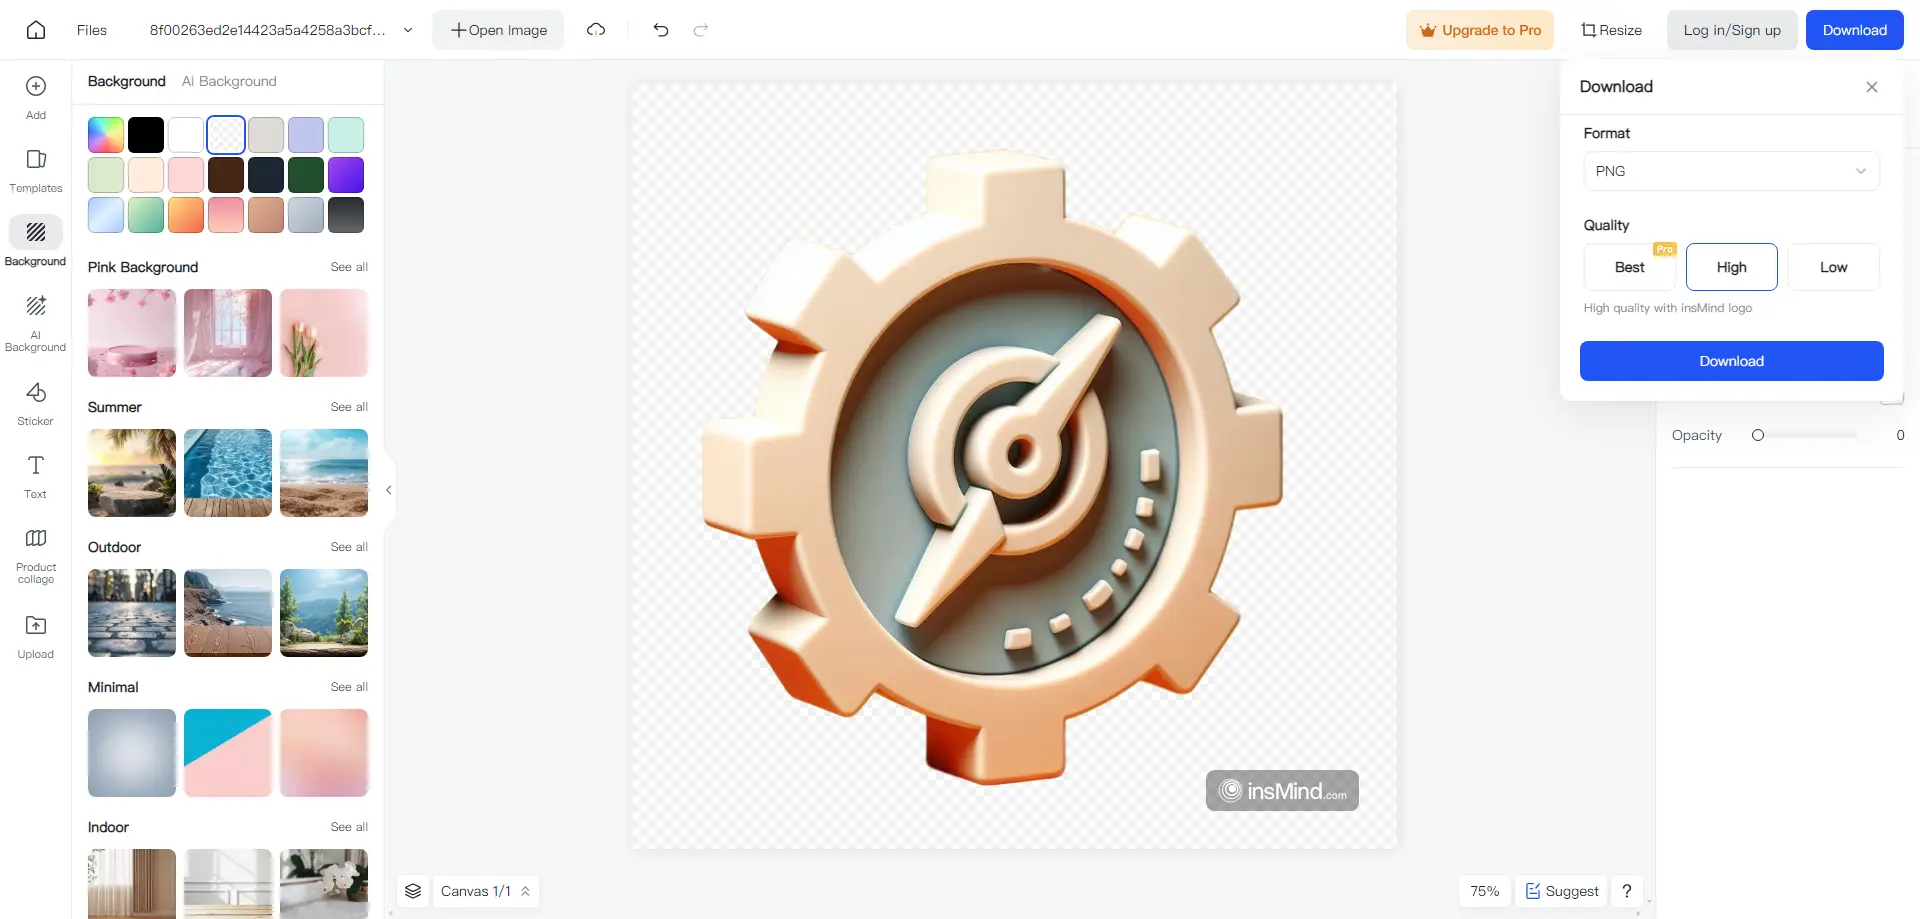 Files
8f00263ed2e14423a5a4258a3bcf...
Open Image
Upgrade to Pro
Resize
Log in/Sign up
Download
Add
Templates
Background
AI
Background
Sticker
Text
Product
collage
Upload
Background
AI Background
Pink Background
See all
Summer
See all
Outdoor
See all
Minimal
See all
Indoor
See all
insMind.com
Canvas 1/1
75%
Suggest
?
Download
Format
PNG
Quality
Best
Pro
High
Low
High quality with insMind logo
Download
Opacity
0